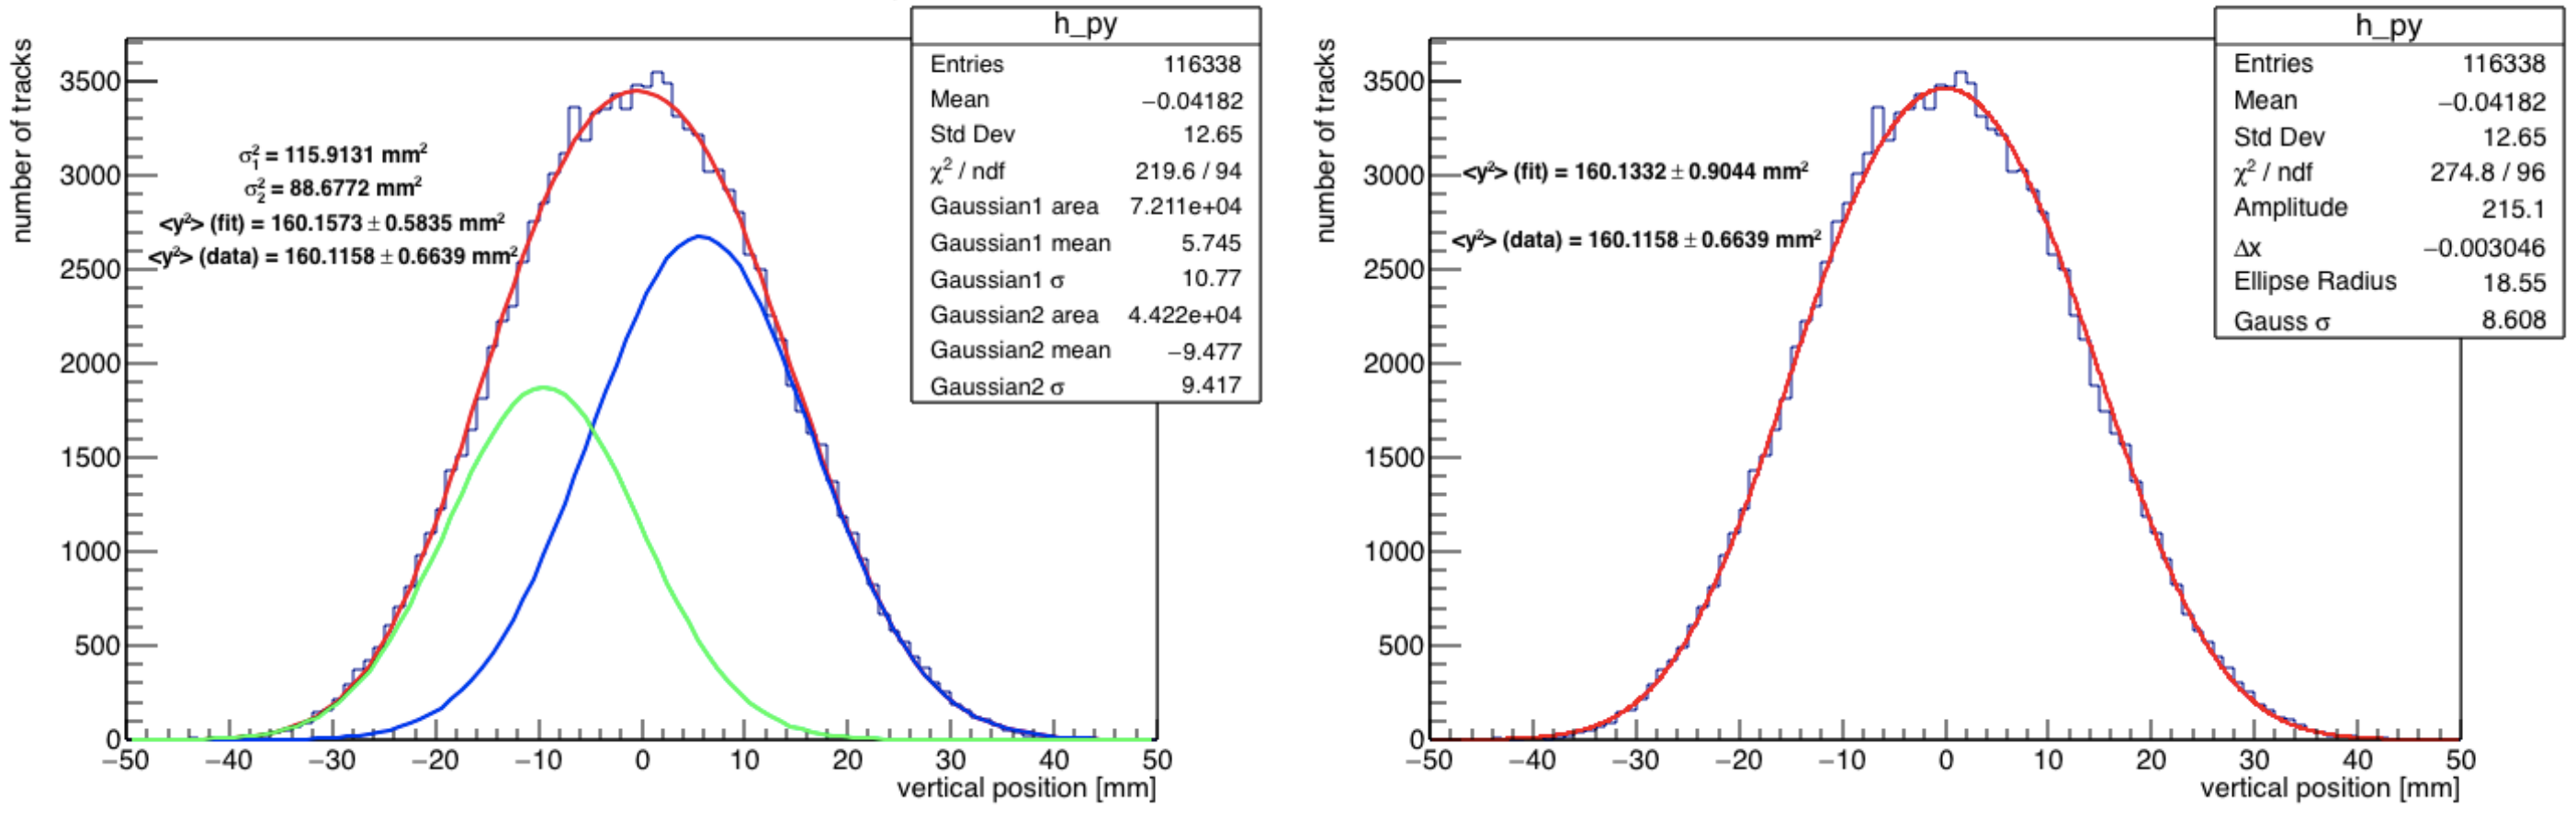 number of tracks
3500
3000
2500
2000
1500
1000
500
0
−50 −40 −30 −20 −10 0 10 20 30 40 50
vertical position [mm]
σ₁² = 115.9131 mm²
σ₂² = 88.6772 mm²
<y²> (fit) = 160.1573 ± 0.5835 mm²
<y²> (data) = 160.1158 ± 0.6639 mm²
h_py
Entries 116338
Mean −0.04182
Std Dev 12.65
χ² / ndf 219.6 / 94
Gaussian1 area 7.211e+04
Gaussian1 mean 5.745
Gaussian1 σ 10.77
Gaussian2 area 4.422e+04
Gaussian2 mean −9.477
Gaussian2 σ 9.417
number of tracks
3500
3000
2500
2000
1500
1000
500
0
−50 −40 −30 −20 −10 0 10 20 30 40 50
vertical position [mm]
<y²> (fit) = 160.1332 ± 0.9044 mm²
<y²> (data) = 160.1158 ± 0.6639 mm²
h_py
Entries 116338
Mean −0.04182
Std Dev 12.65
χ² / ndf 274.8 / 96
Amplitude 215.1
Δx −0.003046
Ellipse Radius 18.55
Gauss σ 8.608